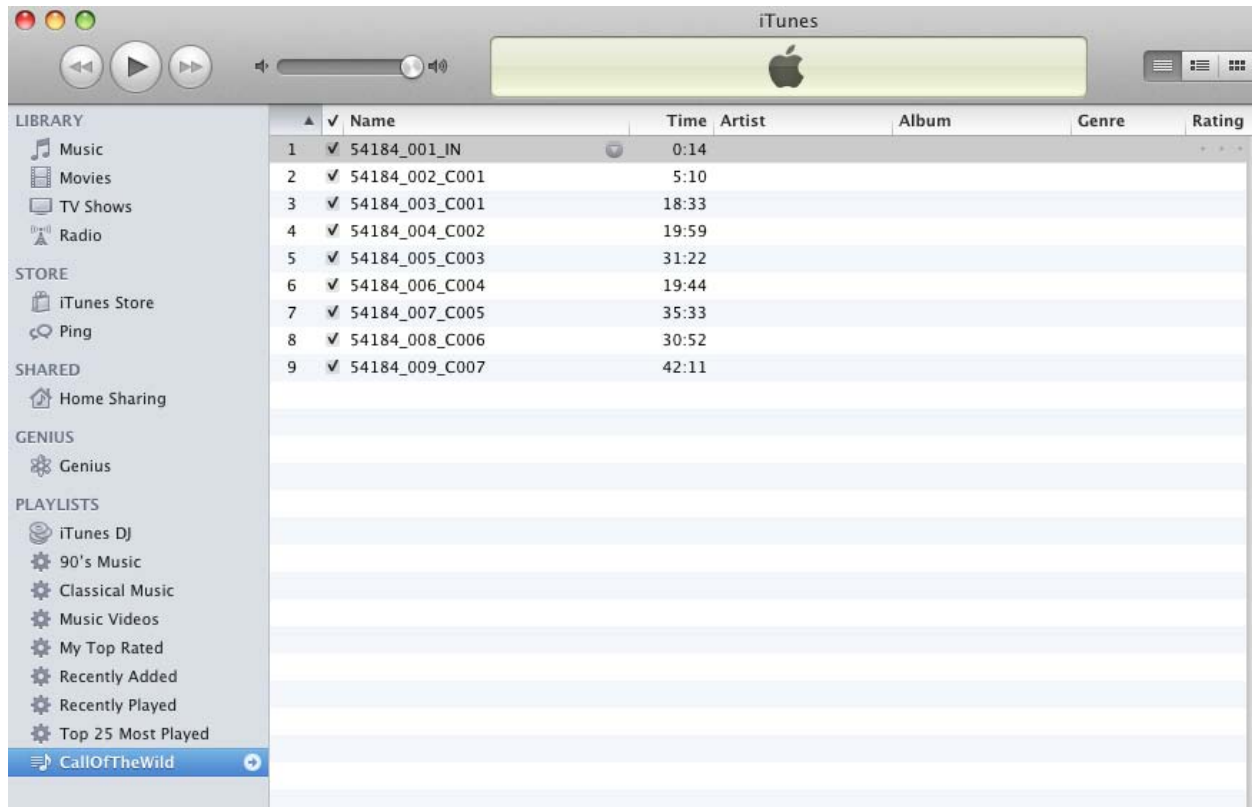 iTunes
LIBRARY
Music
Movies
TV Shows
Radio
STORE
iTunes Store
Ping
SHARED
Home Sharing
GENIUS
Genius
PLAYLISTS
iTunes DJ
90's Music
Classical Music
Music Videos
My Top Rated
Recently Added
Recently Played
Top 25 Most Played
CallOfTheWild
▲ ✓ Name Time Artist Album Genre Rating
1 ✓ 54184_001_IN 0:14
2 ✓ 54184_002_C001 5:10
3 ✓ 54184_003_C001 18:33
4 ✓ 54184_004_C002 19:59
5 ✓ 54184_005_C003 31:22
6 ✓ 54184_006_C004 19:44
7 ✓ 54184_007_C005 35:33
8 ✓ 54184_008_C006 30:52
9 ✓ 54184_009_C007 42:11